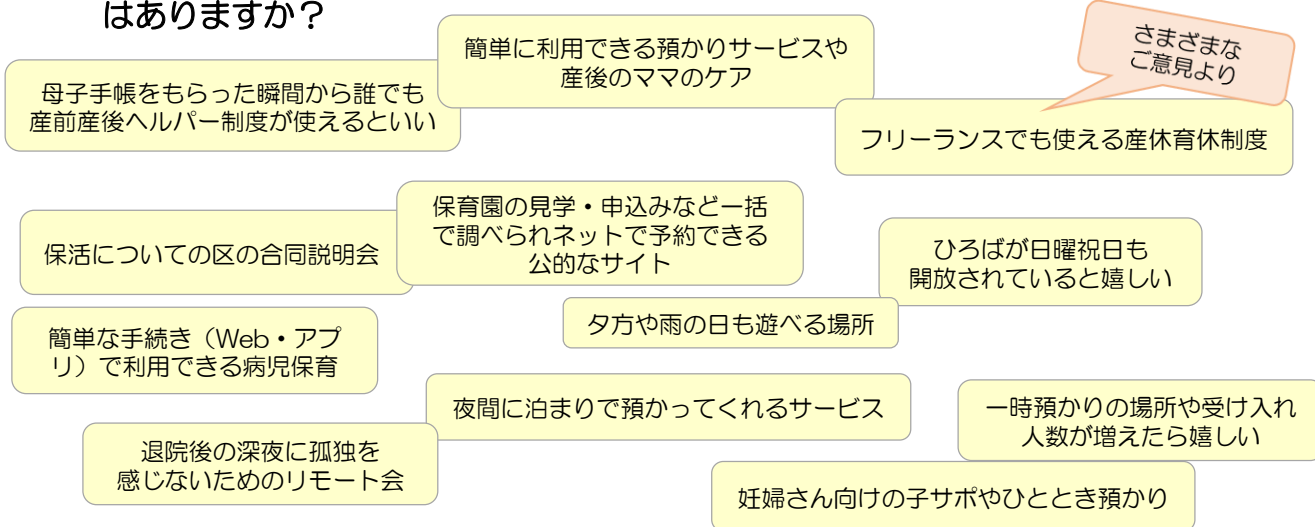 はありますか？
さまざまな
ご意見より
簡単に利用できる預かりサービスや
産後のママのケア
母子手帳をもらった瞬間から誰でも
産前産後ヘルパー制度が使えるといい
フリーランスでも使える産休育休制度
保育園の見学・申込みなど一括
で調べられネットで予約できる
公的なサイト
保活についての区の合同説明会
ひろばが日曜祝日も
開放されていると嬉しい
夕方や雨の日も遊べる場所
簡単な手続き（Web・アプ
リ）で利用できる病児保育
夜間に泊まりで預かってくれるサービス
一時預かりの場所や受け入れ
人数が増えたら嬉しい
退院後の深夜に孤独を
感じないためのリモート会
妊婦さん向けの子サポやひととき預かり